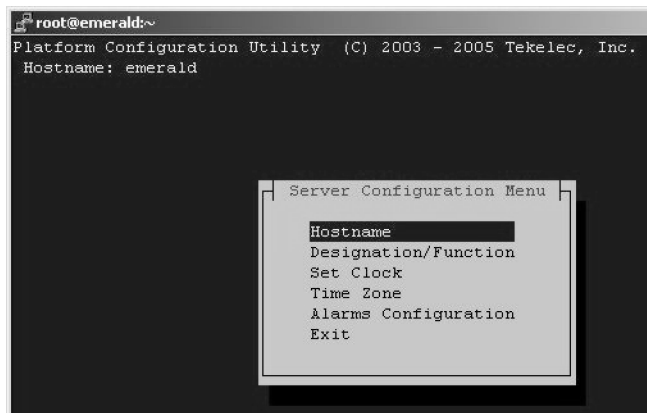 root@emerald:~
Platform Configuration Utility (C) 2003 - 2005 Tekelec, Inc.
Hostname: emerald
Server Configuration Menu
Hostname
Designation/Function
Set Clock
Time Zone
Alarms Configuration
Exit